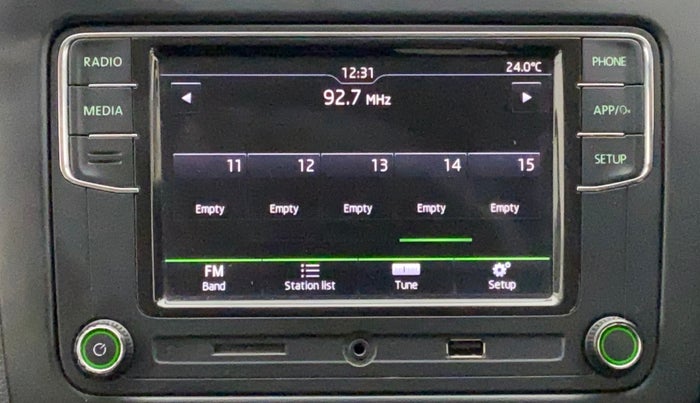 RADIO
MEDIA
12:31
24.0°C
92.7 MHz
11 12 13 14 15
Empty Empty Empty Empty Empty
FM
Band Station list Tune Setup
PHONE
APP/
SETUP